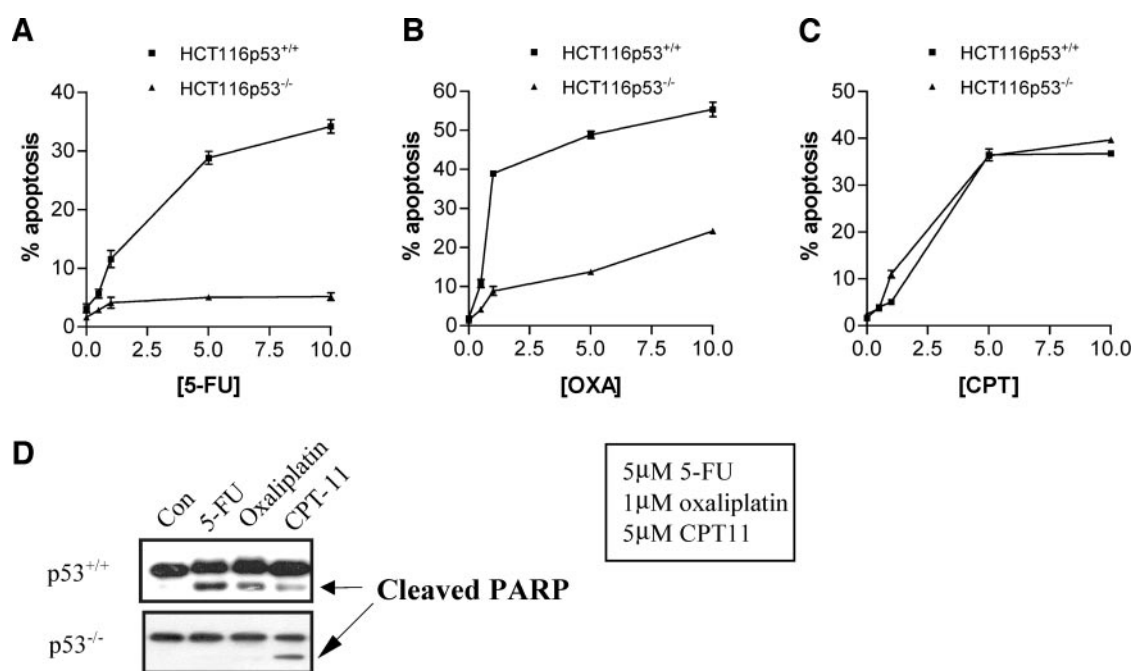 A
HCT116p53+/+
HCT116p53-/-
40
30
20
10
0
% apoptosis
0.0 2.5 5.0 7.5 10.0
[5-FU]
B
HCT116p53+/+
HCT116p53-/-
60
50
40
30
20
10
0
% apoptosis
0.0 2.5 5.0 7.5 10.0
[OXA]
C
HCT116p53+/+
HCT116p53-/-
50
40
30
20
10
0
% apoptosis
0.0 2.5 5.0 7.5 10.0
[CPT]
D
Con 5-FU Oxaliplatin CPT-11
p53+/+
p53-/-
Cleaved PARP
5μM 5-FU
1μM oxaliplatin
5μM CPT11